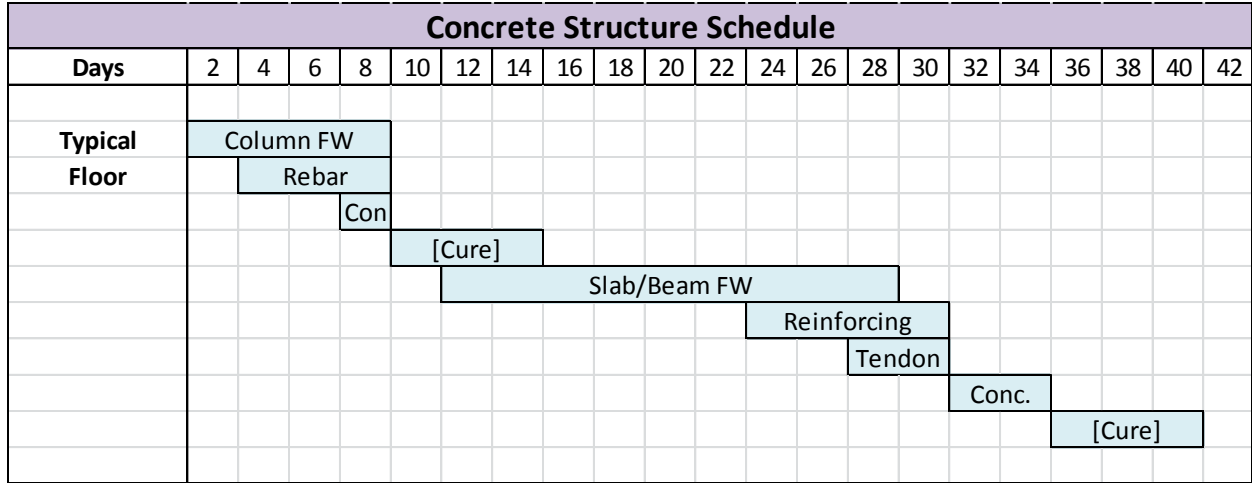 Concrete Structure Schedule
Days 2 4 6 8 10 12 14 16 18 20 22 24 26 28 30 32 34 36 38 40 42
Typical Column FW
Floor Rebar
Con
[Cure]
Slab/Beam FW
Reinforcing
Tendon
Conc.
[Cure]